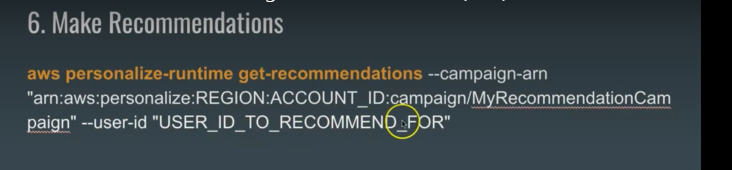 6. Make Recommendations
aws personalize-runtime get-recommendations --campaign-arn
"arn:aws:personalize:REGION:ACCOUNT_ID:campaign/MyRecommendationCam
paign" --user-id "USER_ID_TO_RECOMMEND_FOR"